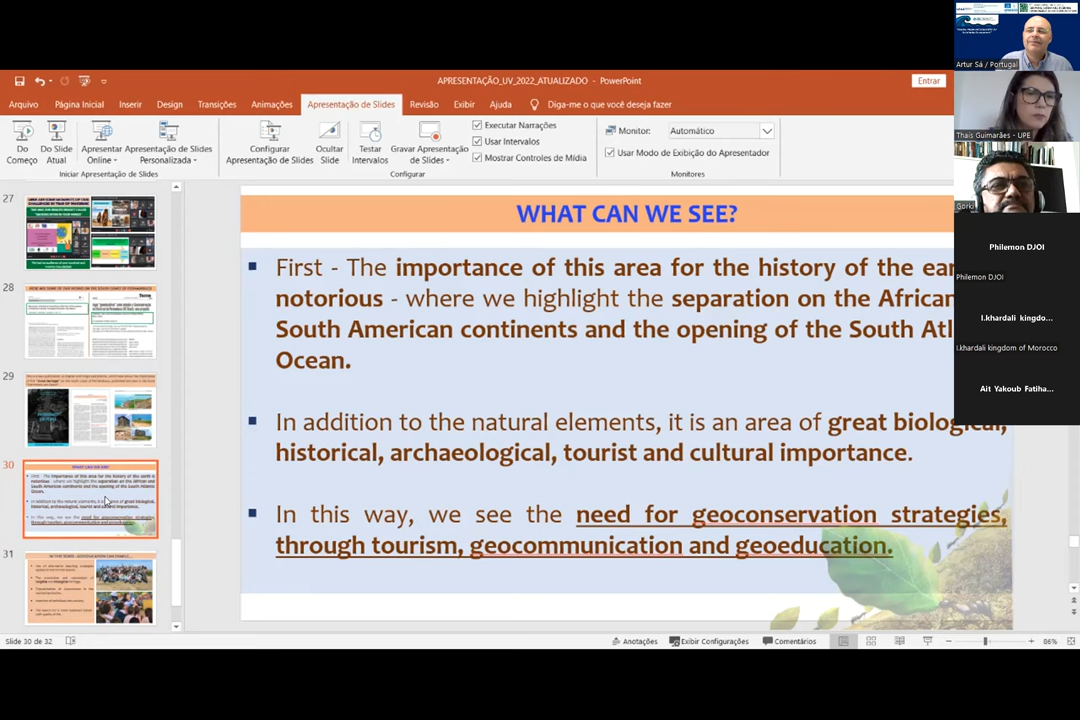 APRESENTAÇÃO_UV_2022_ATUALIZADO - PowerPoint
Entrar
Arquivo Página Inicial Inserir Design Transições Animações Apresentação de Slides Revisão Exibir Ajuda Diga-me o que você deseja fazer
Do Começo
Do Slide Atual
Apresentar Online
Apresentação de Slides Personalizada
Configurar Apresentação de Slides
Ocultar Slide
Testar Intervalos
Gravar Apresentação de Slides
Executar Narrações
Usar Intervalos
Mostrar Controles de Mídia
Monitor: Automático
Usar Modo de Exibição do Apresentador
Iniciar Apresentação de Slides
Configurar
Monitores
27
28
29
30
WHAT CAN WE SEE?
31
WHAT CAN WE SEE?
First - The importance of this area for the history of the ear
notorious - where we highlight the separation on the African
South American continents and the opening of the South Atl
Ocean.
In addition to the natural elements, it is an area of great biological,
historical, archaeological, tourist and cultural importance.
In this way, we see the need for geoconservation strategies,
through tourism, geocommunication and geoeducation.
Artur Sá / Portugal
Thais Guimarães - UPE
Gorki
Philemon DJOI
Philemon DJOI
I.khardali kingdo...
I.khardali kingdom of Morocco
Ait Yakoub Fatiha...
Slide 30 de 32
Anotações
Exibir Configurações
Comentários
86%